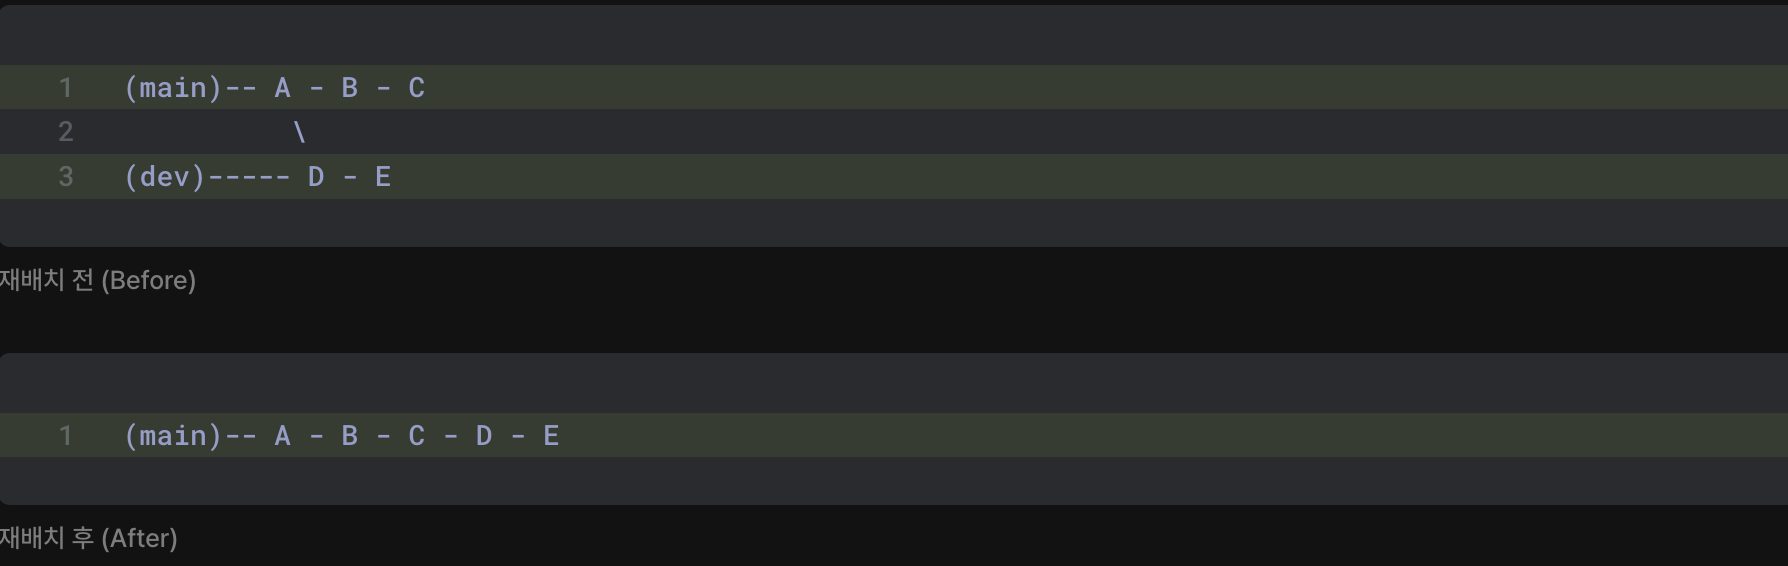 1 (main)-- A - B - C
2           \
3 (dev)----- D - E
재배치 전 (Before)
1 (main)-- A - B - C - D - E
재배치 후 (After)